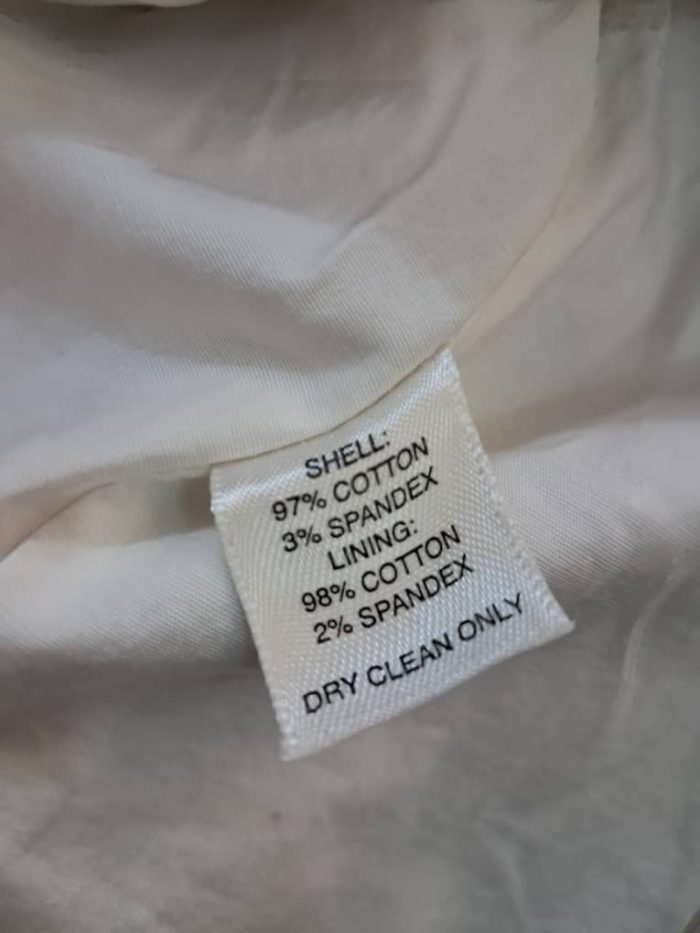 SHELL:
97% COTTON
3% SPANDEX
LINING:
98% COTTON
2% SPANDEX
DRY CLEAN ONLY